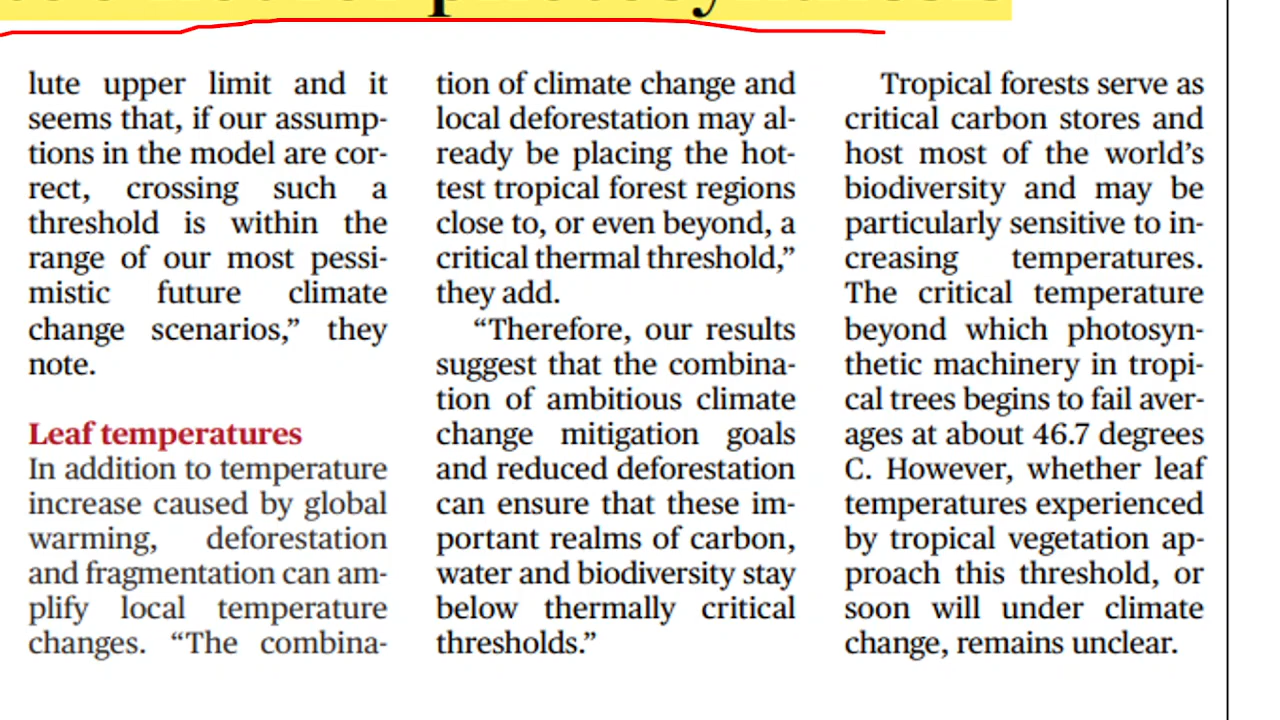 lute upper limit and it
seems that, if our assump-
tions in the model are cor-
rect, crossing such a
threshold is within the
range of our most pessi-
mistic future climate
change scenarios,” they
note.
Leaf temperatures
In addition to temperature
increase caused by global
warming, deforestation
and fragmentation can am-
plify local temperature
changes. “The combina-
tion of climate change and
local deforestation may al-
ready be placing the hot-
test tropical forest regions
close to, or even beyond, a
critical thermal threshold,”
they add.
“Therefore, our results
suggest that the combina-
tion of ambitious climate
change mitigation goals
and reduced deforestation
can ensure that these im-
portant realms of carbon,
water and biodiversity stay
below thermally critical
thresholds.”
Tropical forests serve as
critical carbon stores and
host most of the world’s
biodiversity and may be
particularly sensitive to in-
creasing temperatures.
The critical temperature
beyond which photosyn-
thetic machinery in tropi-
cal trees begins to fail aver-
ages at about 46.7 degrees
C. However, whether leaf
temperatures experienced
by tropical vegetation ap-
proach this threshold, or
soon will under climate
change, remains unclear.